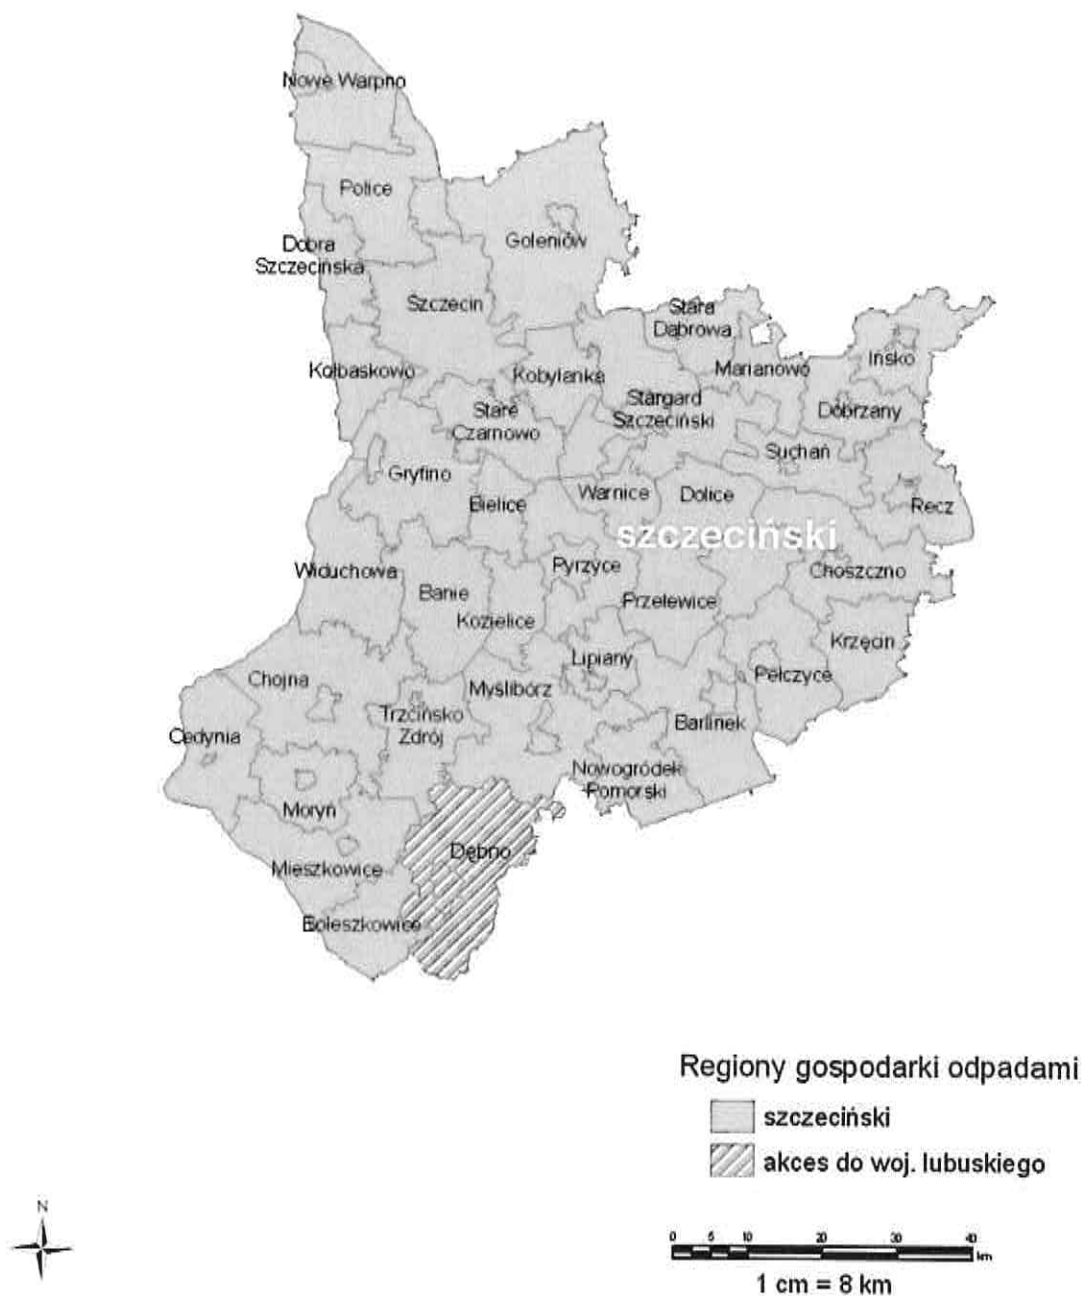 Nowe Warpno
Police
Goleniów
Dobra
Szczecińska
Szczecin
Stara
Dąbrowa
Kołbaskowo
Kobylanka
Marianowo
Ińsko
Stargard
Szczeciński
Stare
Czarnowo
Dobrzany
Suchań
Gryfino
Bielice
Warnice
Dolice
Recz
szczeciński
Widuchowa
Banie
Pyrzyce
Choszczno
Kozielice
Przelewice
Krzęcin
Lipiany
Pełczyce
Chojna
Myślibórz
Trzcińsko
Zdrój
Barlinek
Cedynia
Nowogródek
Pomorski
Moryń
Dębno
Mieszkowice
Boleszkowice
Regiony gospodarki odpadami
szczeciński
akces do woj. lubuskiego
N
0 5 10 20 30 40
km
1 cm = 8 km